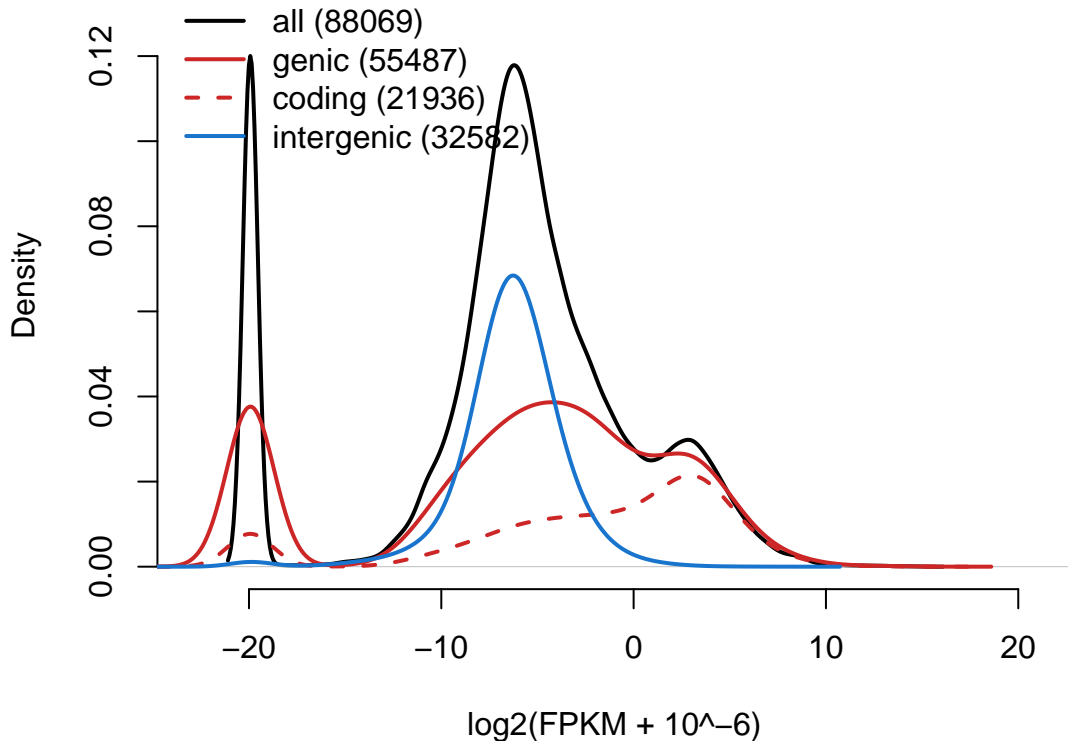 all (88069)
genic (55487)
coding (21936)
intergenic (32582)
0.12
0.08
0.04
0.00
Density
−20
−10
0
10
20
log2(FPKM + 10^−6)